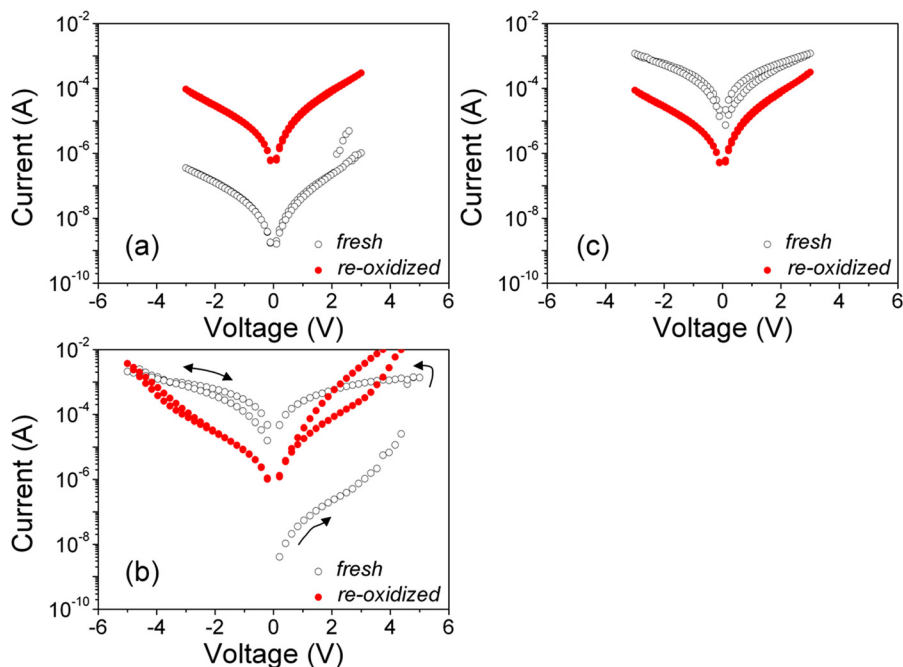 10⁻²
10⁻⁴
10⁻⁶
10⁻⁸
10⁻¹⁰
Current (A)
(a)
fresh
re-oxidized
-6 -4 -2 0 2 4 6
Voltage (V)
10⁻²
10⁻⁴
10⁻⁶
10⁻⁸
10⁻¹⁰
Current (A)
(c)
fresh
re-oxidized
-6 -4 -2 0 2 4 6
Voltage (V)
10⁻²
10⁻⁴
10⁻⁶
10⁻⁸
10⁻¹⁰
Current (A)
(b)
fresh
re-oxidized
-6 -4 -2 0 2 4 6
Voltage (V)